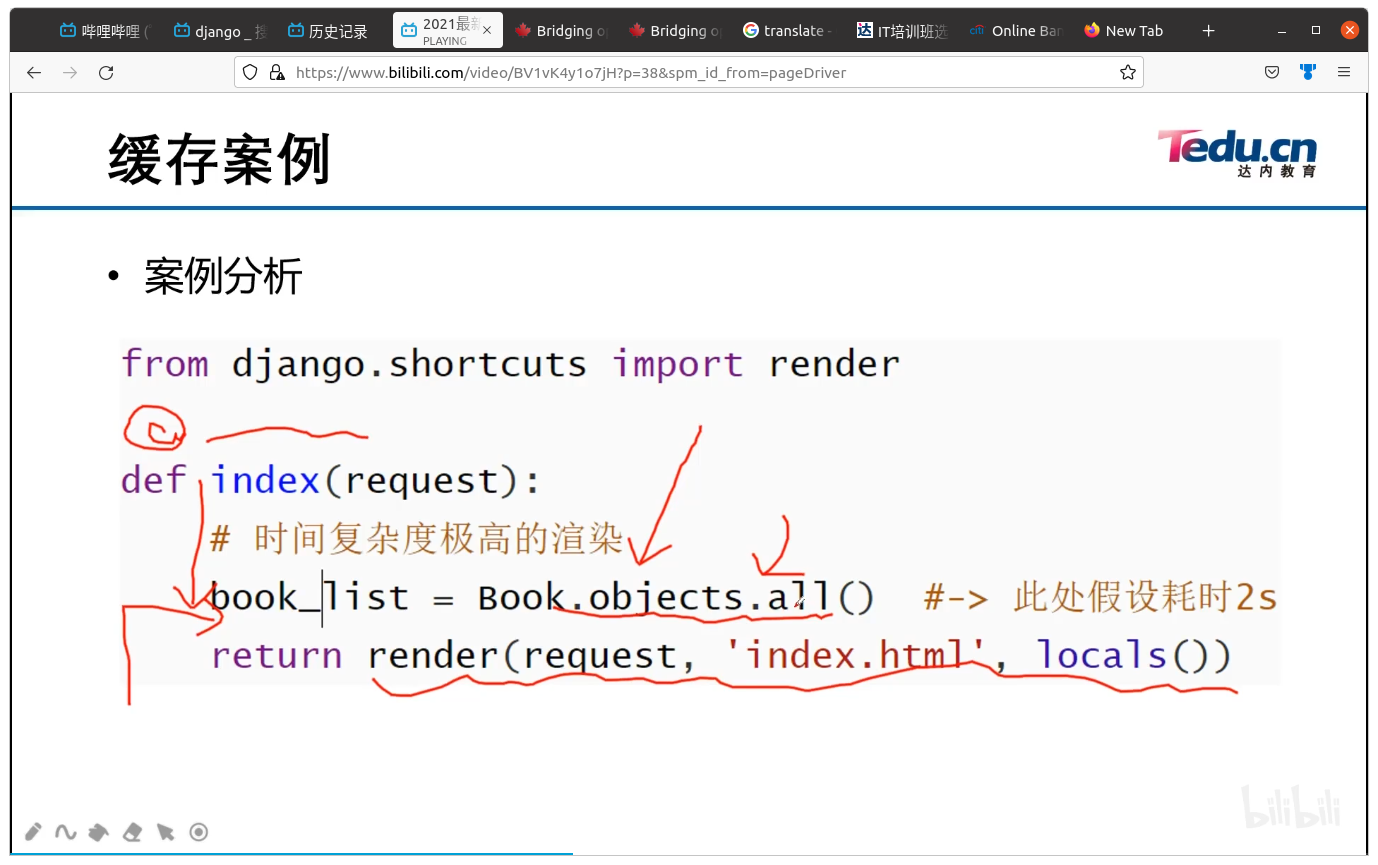 哔哩哔哩 (
django _ 搜
历史记录
2021最新
PLAYING
Bridging o
Bridging o
translate -
IT培训班选
citi
Online Ban
New Tab
https://www.bilibili.com/video/BV1vK4y1o7jH?p=38&spm_id_from=pageDriver
缓存案例
Tedu.cn
达内教育
• 案例分析
from django.shortcuts import render
def index(request):
# 时间复杂度极高的渲染
book_list = Book.objects.all() #-> 此处假设耗时2s
return render(request, 'index.html', locals())
bilibili